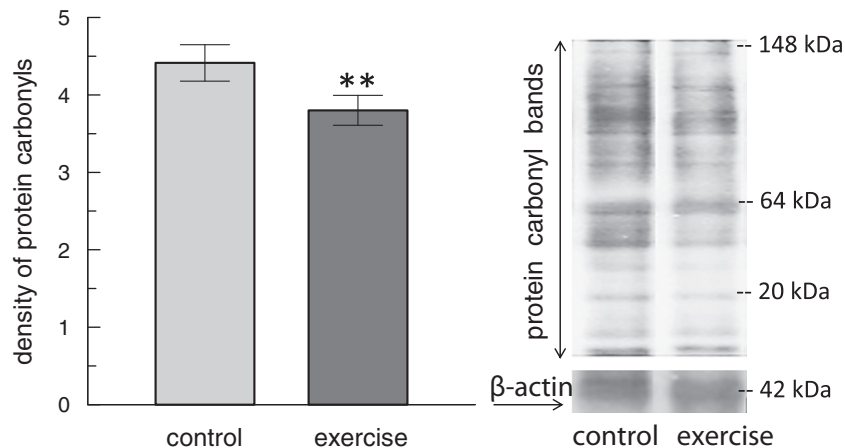 density of protein carbonyls
5
4
3
2
1
0
**
control
exercise
protein carbonyl bands
-- 148 kDa
-- 64 kDa
-- 20 kDa
β-actin
-- 42 kDa
control exercise